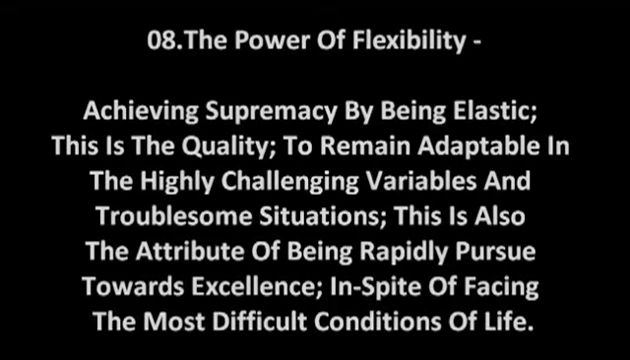 08.The Power Of Flexibility -
Achieving Supremacy By Being Elastic;
This Is The Quality; To Remain Adaptable In
The Highly Challenging Variables And
Troublesome Situations; This Is Also
The Attribute Of Being Rapidly Pursue
Towards Excellence; In-Spite Of Facing
The Most Difficult Conditions Of Life.